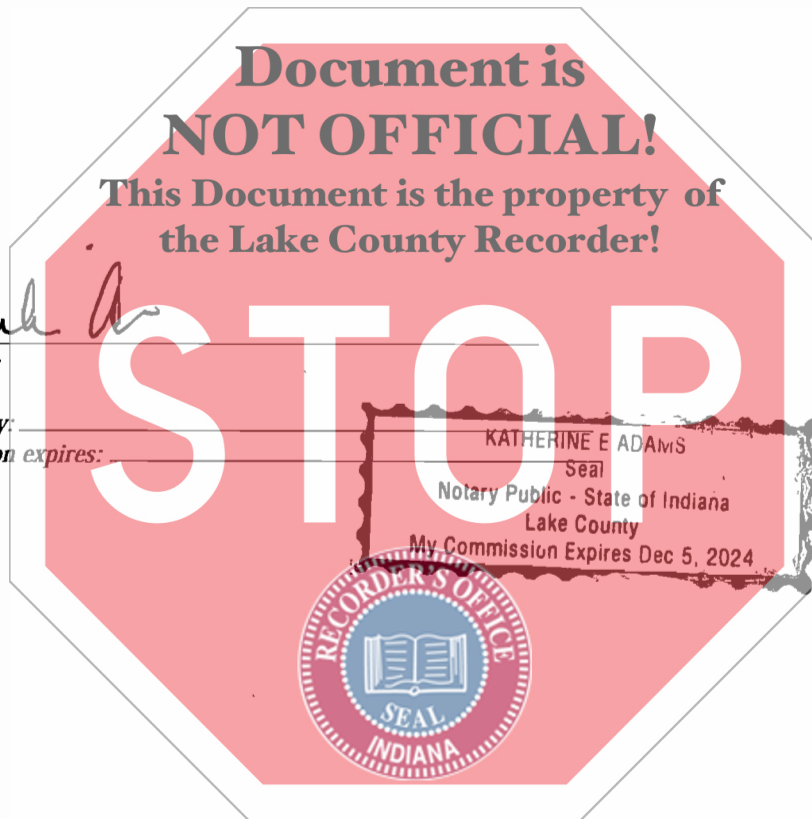 Document is
NOT OFFICIAL!
This Document is the property of
the Lake County Recorder!
STOP
expires:
KATHERINE E ADAMS
Seal
Notary Public - State of Indiana
Lake County
My Commission Expires Dec 5, 2024
RECORDER'S OFFICE
SEAL
INDIANA